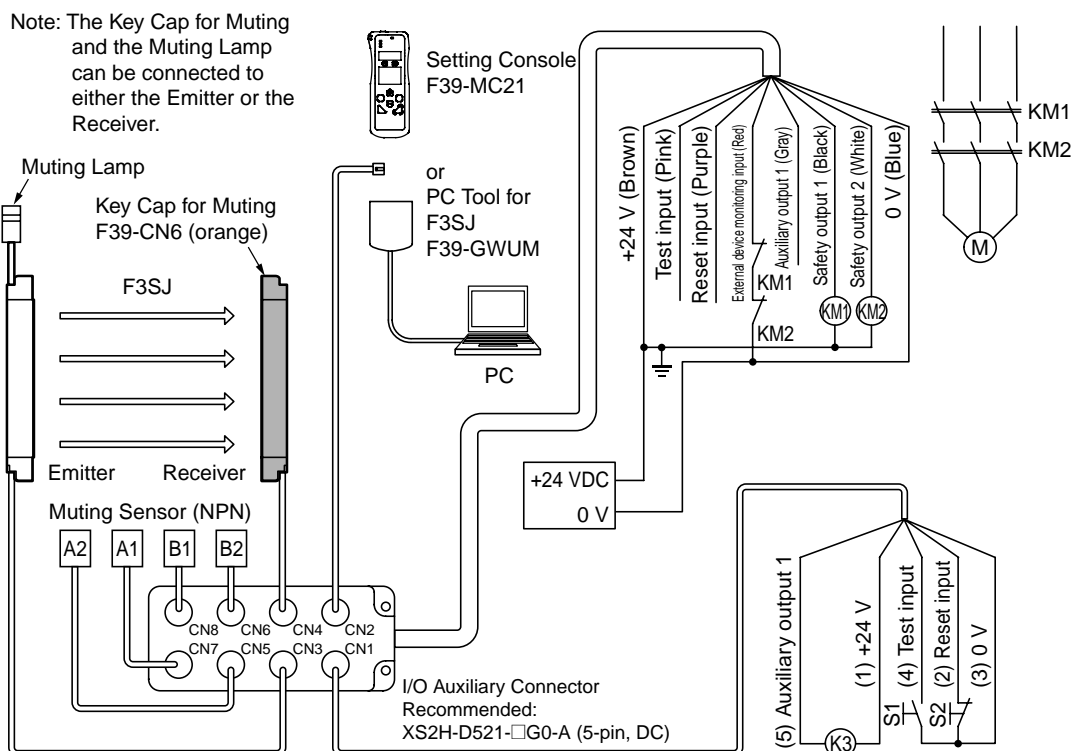 Note: The Key Cap for Muting
and the Muting Lamp
can be connected to
either the Emitter or the
Receiver.
Setting Console
F39-MC21
or
PC Tool for
F3SJ
F39-GWUM
PC
Muting Lamp
Key Cap for Muting
F39-CN6 (orange)
F3SJ
Emitter
Receiver
Muting Sensor (NPN)
A2
A1
B1
B2
CN8
CN6
CN4
CN2
CN7
CN5
CN3
CN1
I/O Auxiliary Connector
Recommended:
XS2H-D521-□G0-A (5-pin, DC)
+24 V (Brown)
Test input (Pink)
Reset input (Purple)
External device monitoring input (Red)
Auxiliary output 1 (Gray)
Safety output 1 (Black)
Safety output 2 (White)
0 V (Blue)
KM1
KM2
KM1
KM2
KM1
KM2
M
+24 VDC
0 V
(5) Auxiliary output 1
(1) +24 V
(4) Test input
(2) Reset input
(3) 0 V
S1
S2
K3